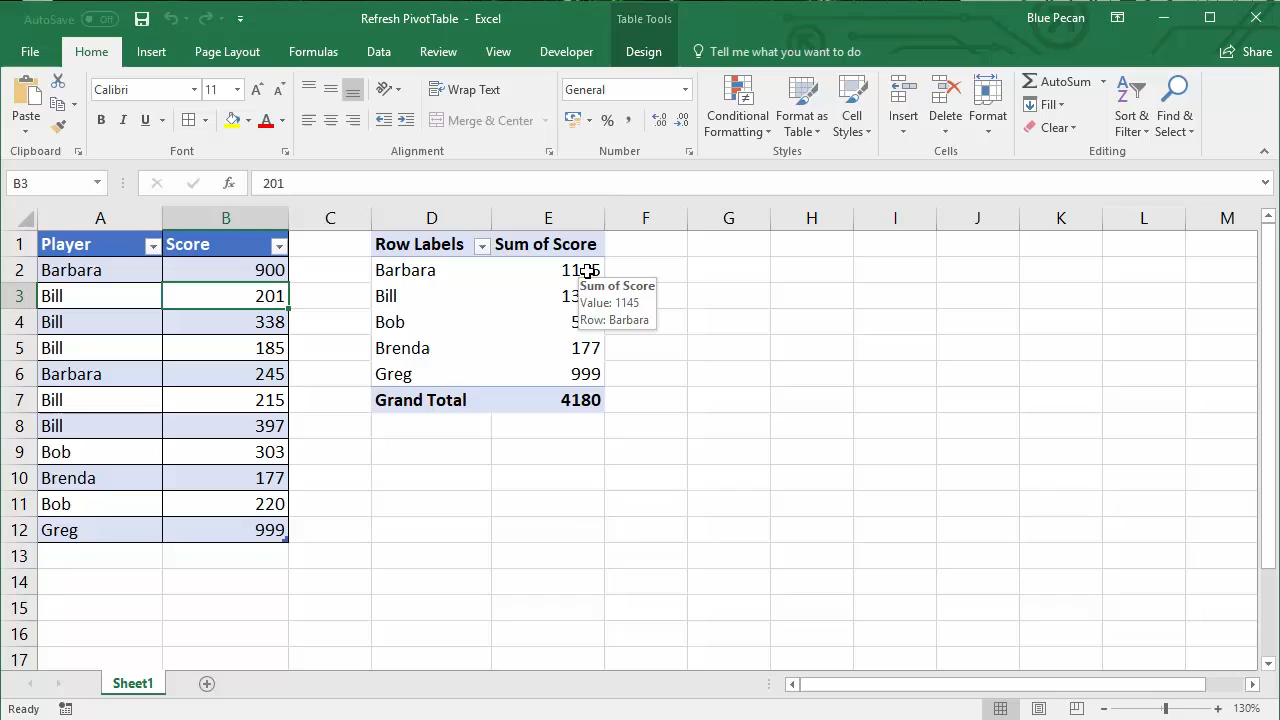 AutoSave Off
Refresh PivotTable - Excel
Table Tools
Blue Pecan
File Home Insert Page Layout Formulas Data Review View Developer Design Tell me what you want to do Share
Paste
Clipboard
Calibri 11
B I U
Font
Wrap Text
Merge & Center
Alignment
General
Number
Conditional Formatting
Format as Table
Cell Styles
Styles
Insert Delete Format
Cells
AutoSum
Fill
Clear
Sort & Filter
Find & Select
Editing
B3 fx 201
A B C D E F G H I J K L M
1 Player Score Row Labels Sum of Score
2 Barbara 900 Barbara
3 Bill 201 Bill
4 Bill 338 Bob
5 Bill 185 Brenda 177
6 Barbara 245 Greg 999
7 Bill 215 Grand Total 4180
8 Bill 397
9 Bob 303
10 Brenda 177
11 Bob 220
12 Greg 999
13
14
15
16
17
Sum of Score
Value: 1145
Row: Barbara
Sheet1
Ready
130%